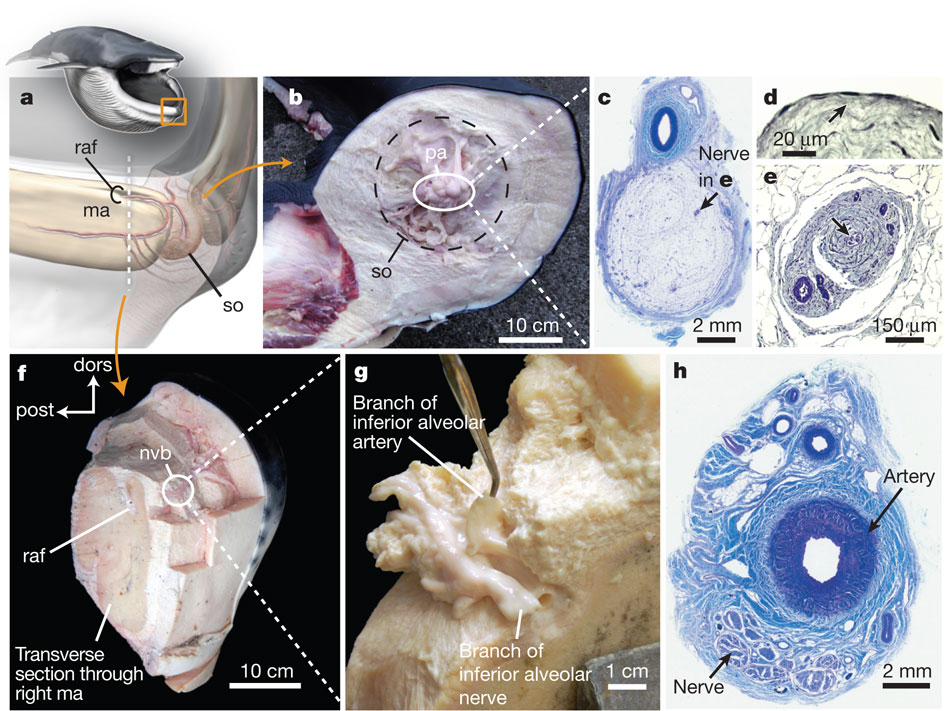 a
raf
ma
so
b
pa
so
10 cm
c
Nerve
in e
2 mm
d
20 μm
e
150 μm
f
dors
post
nvb
raf
Transverse
section through
right ma
10 cm
g
Branch of
inferior alveolar
artery
Branch of
inferior alveolar
nerve
1 cm
h
Artery
Nerve
2 mm